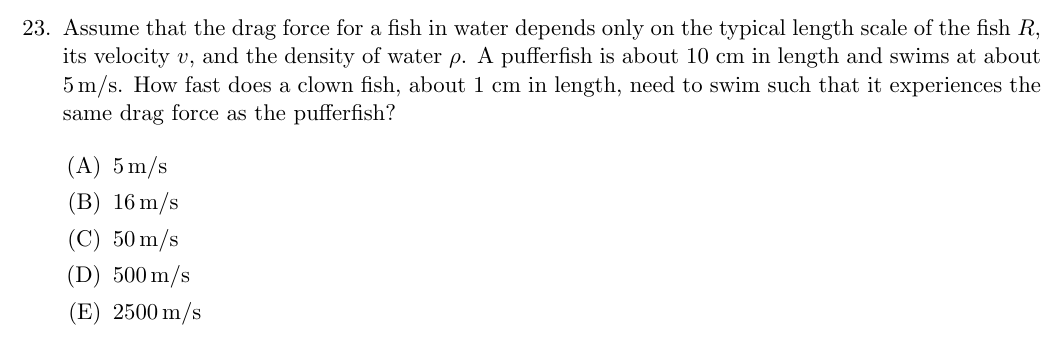 23. Assume that the drag force for a fish in water depends only on the typical length scale of the fish R,
its velocity v, and the density of water ρ. A pufferfish is about 10 cm in length and swims at about
5 m/s. How fast does a clown fish, about 1 cm in length, need to swim such that it experiences the
same drag force as the pufferfish?
(A) 5 m/s
(B) 16 m/s
(C) 50 m/s
(D) 500 m/s
(E) 2500 m/s